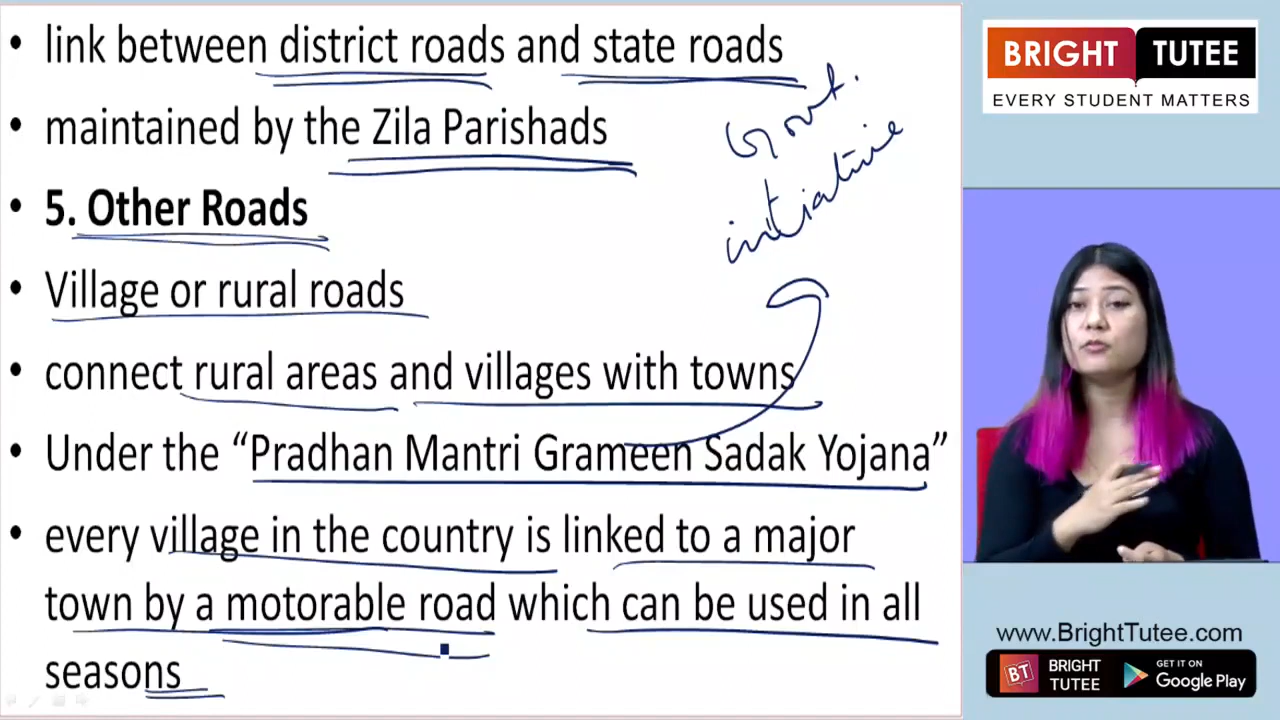 • link between district roads and state roads
• maintained by the Zila Parishads
• 5. Other Roads
• Village or rural roads
• connect rural areas and villages with towns
• Under the “Pradhan Mantri Grameen Sadak Yojana”
• every village in the country is linked to a major
town by a motorable road which can be used in all
seasons
Govt.
initiative
BRIGHT TUTEE
EVERY STUDENT MATTERS
www.BrightTutee.com
BT
BRIGHT
TUTEE
GET IT ON
Google Play